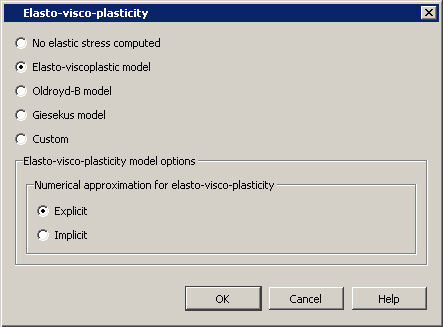 Elasto-visco-plasticity
No elastic stress computed
Elasto-viscoplastic model
Oldroyd-B model
Giesekus model
Custom
Elasto-visco-plasticity model options
Numerical approximation for elasto-visco-plasticity
Explicit
Implicit
OK Cancel Help